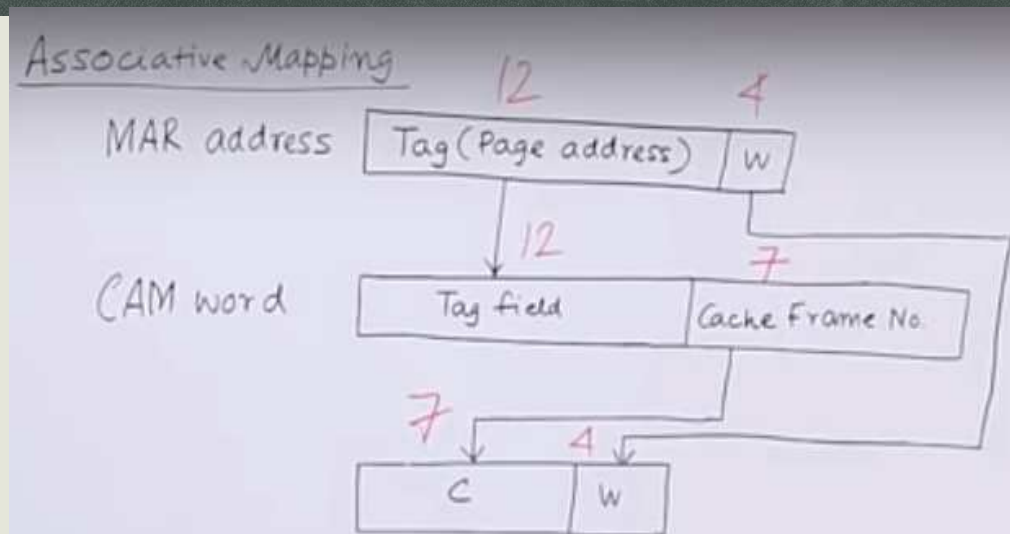 Associative Mapping
12 4
MAR address Tag (Page address) W
12 7
CAM word Tag field Cache Frame No.
7 4
C W